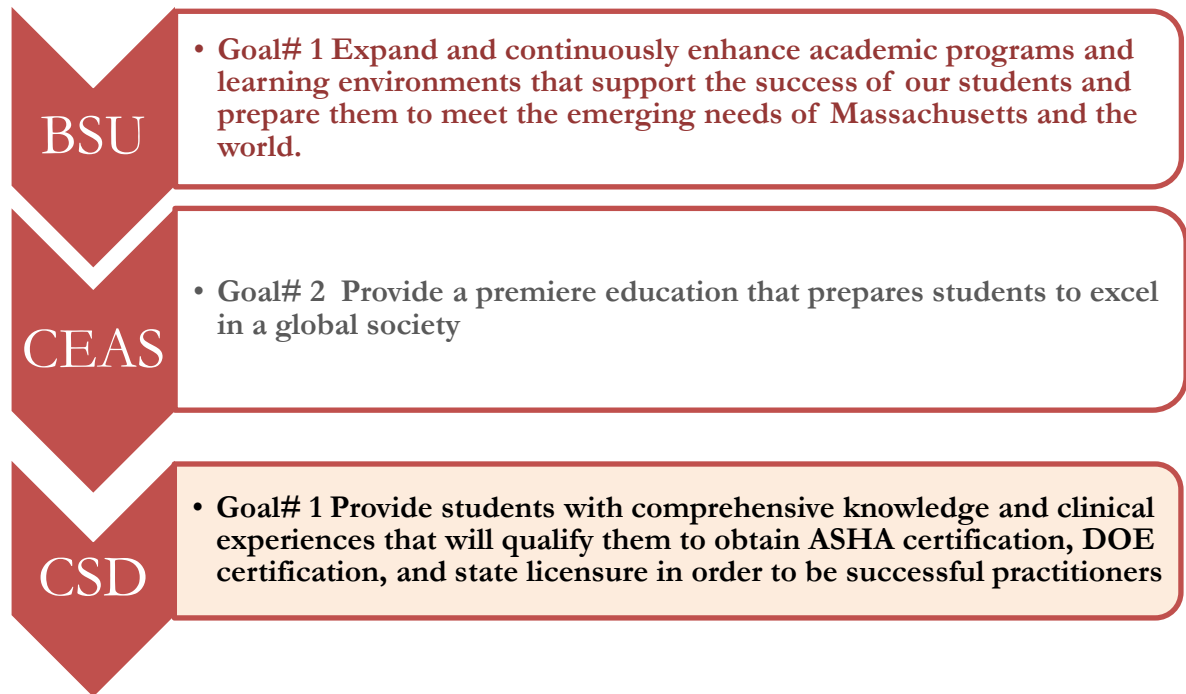 BSU
• Goal# 1 Expand and continuously enhance academic programs and
learning environments that support the success of our students and
prepare them to meet the emerging needs of Massachusetts and the
world.
CEAS
• Goal# 2 Provide a premiere education that prepares students to excel
in a global society
CSD
• Goal# 1 Provide students with comprehensive knowledge and clinical
experiences that will qualify them to obtain ASHA certification, DOE
certification, and state licensure in order to be successful practitioners